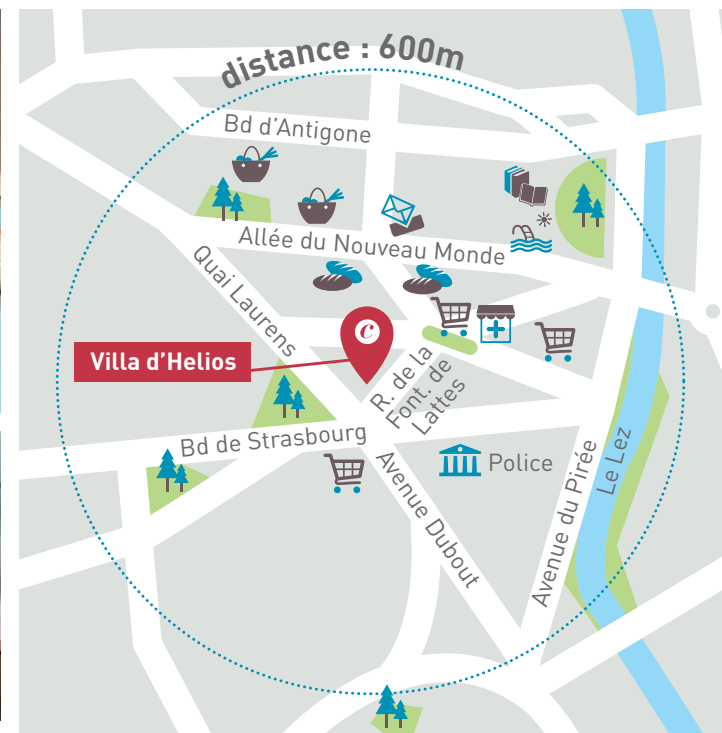 distance : 600m
Bd d'Antigone
Allée du Nouveau Monde
Quai Laurens
c
Villa d'Helios
R. de la
Font. de
Lattes
Bd de Strasbourg
Police
Avenue Dubout
Avenue du Pirée
Le Lez